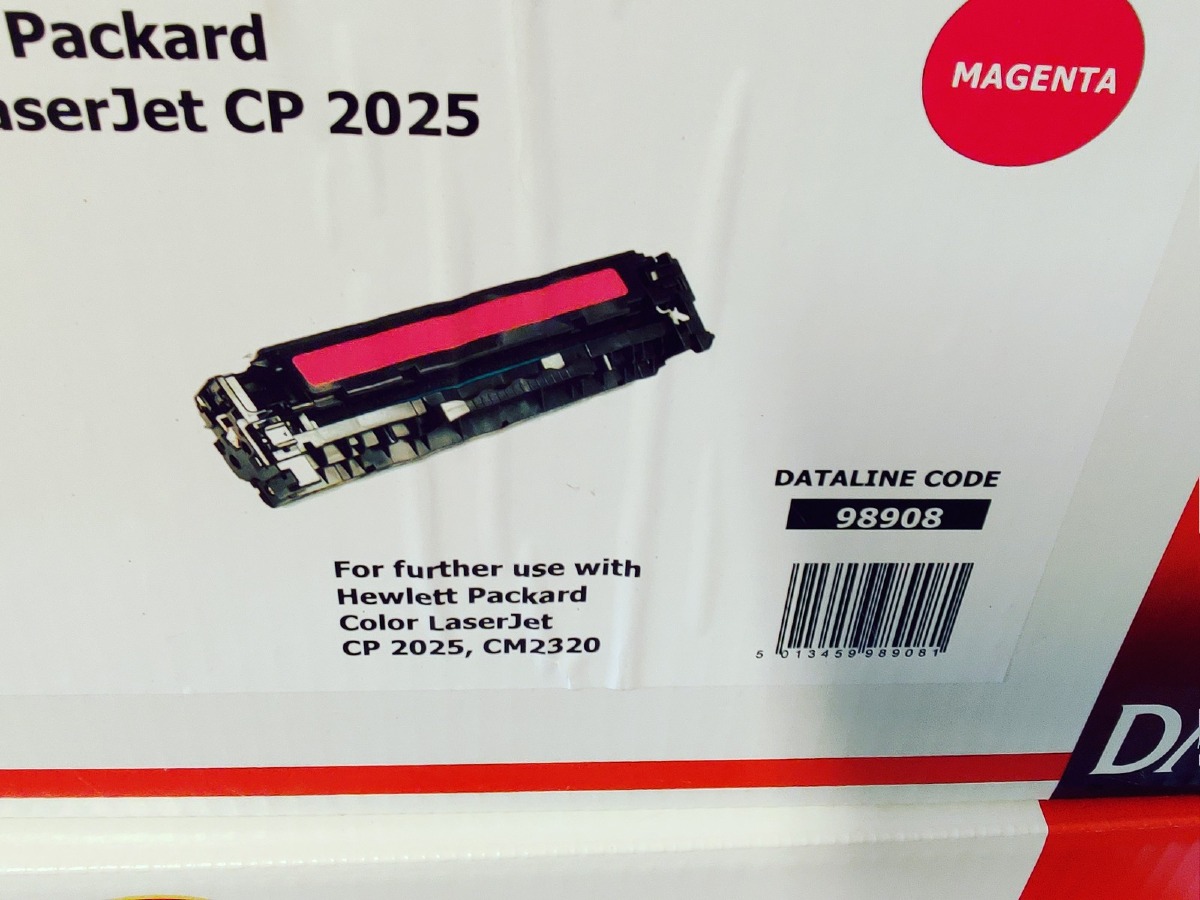 Packard
aserJet CP 2025
MAGENTA
DATALINE CODE
98908
For further use with
Hewlett Packard
Color LaserJet
CP 2025, CM2320
5 013459 989081
DA